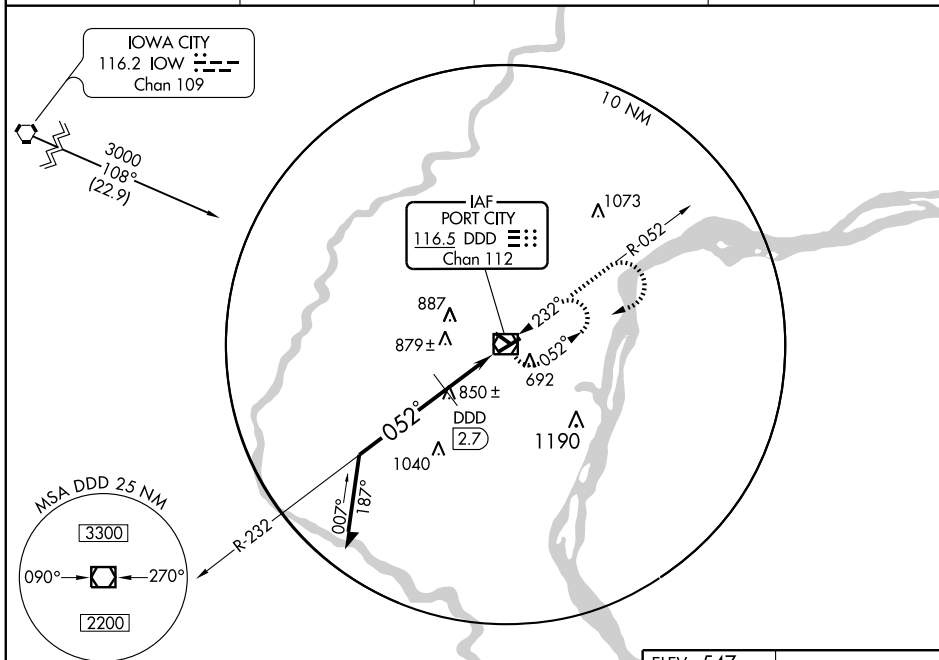 IOWA CITY
116.2 IOW
Chan 109
10 NM
3000
108°
(22.9)
IAF
PORT CITY
116.5 DDD
Chan 112
1073
R-052
232°
887
879 ±
052°
692
850 ±
052°
DDD
2.7
1190
1040
007°
187°
R-232
MSA DDD 25 NM
3300
090°
270°
2200
ELEV 547